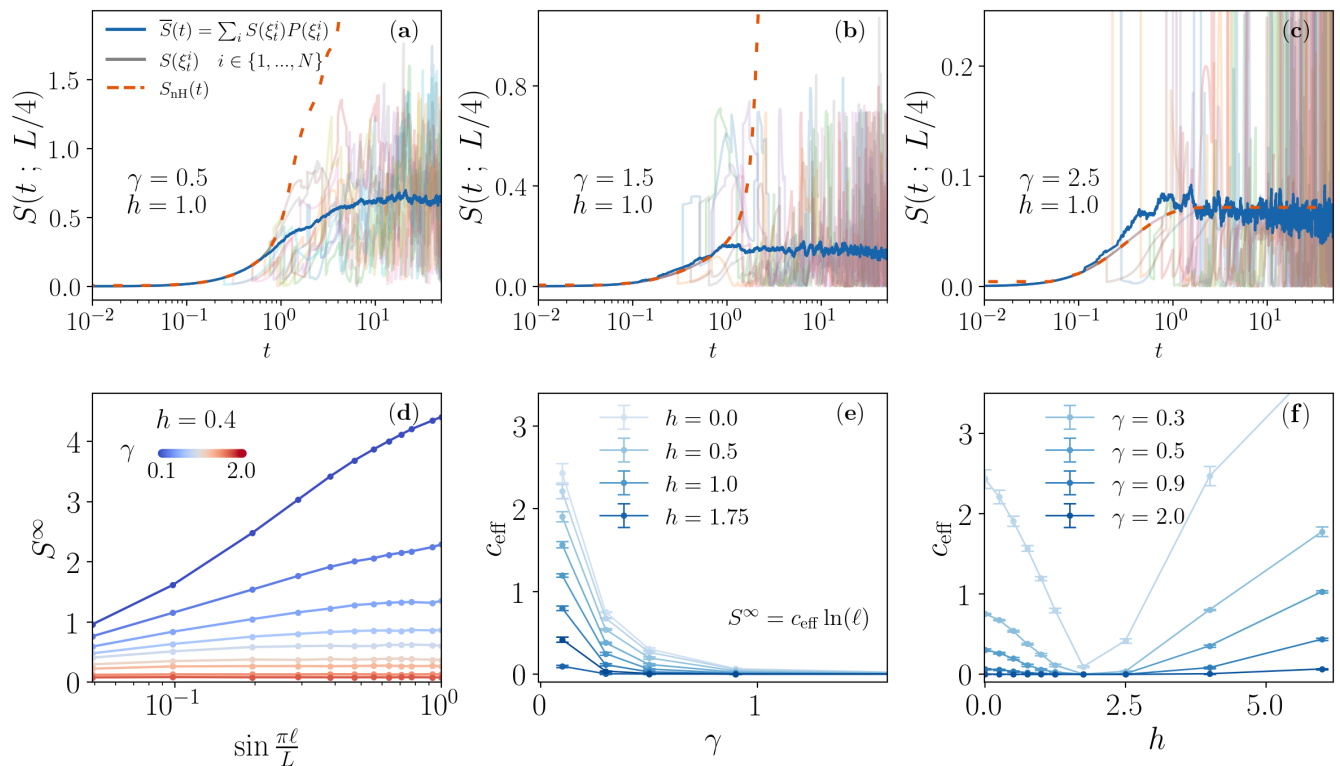 S̅(t) = ∑ᵢ S(ξₜⁱ)P(ξₜⁱ)
S(ξₜⁱ) i ∈ {1, ..., N}
S_nH(t)
(a)
1.5
1.0
0.5
0.0
S(t ; L/4)
γ = 0.5
h = 1.0
10⁻² 10⁻¹ 10⁰ 10¹
t
(b)
0.8
0.4
0.0
S(t ; L/4)
γ = 1.5
h = 1.0
10⁻² 10⁻¹ 10⁰ 10¹
t
(c)
0.2
0.1
0.0
S(t ; L/4)
γ = 2.5
h = 1.0
10⁻² 10⁻¹ 10⁰ 10¹
t
(d)
h = 0.4
γ
0.1 2.0
4
3
2
1
0
S^∞
10⁻¹ 10⁰
sin πℓ/L
(e)
h = 0.0
h = 0.5
h = 1.0
h = 1.75
S^∞ = c_eff ln(ℓ)
3
2
1
0
c_eff
0 1
γ
(f)
γ = 0.3
γ = 0.5
γ = 0.9
γ = 2.0
3
2
1
0
c_eff
0.0 2.5 5.0
h